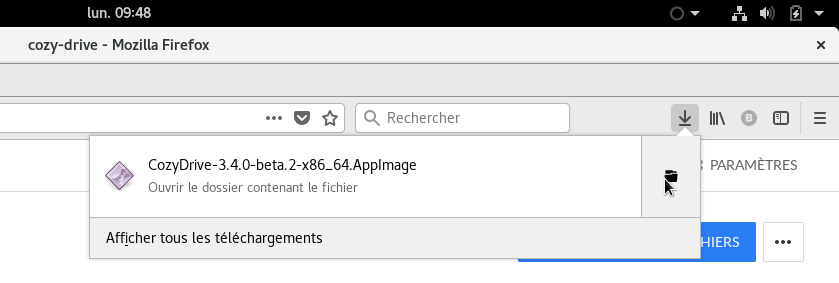 lun. 09:48
cozy-drive - Mozilla Firefox
Rechercher
B
CozyDrive-3.4.0-beta.2-x86_64.AppImage
Ouvrir le dossier contenant le fichier
PARAMÈTRES
Afficher tous les téléchargements
HIERS